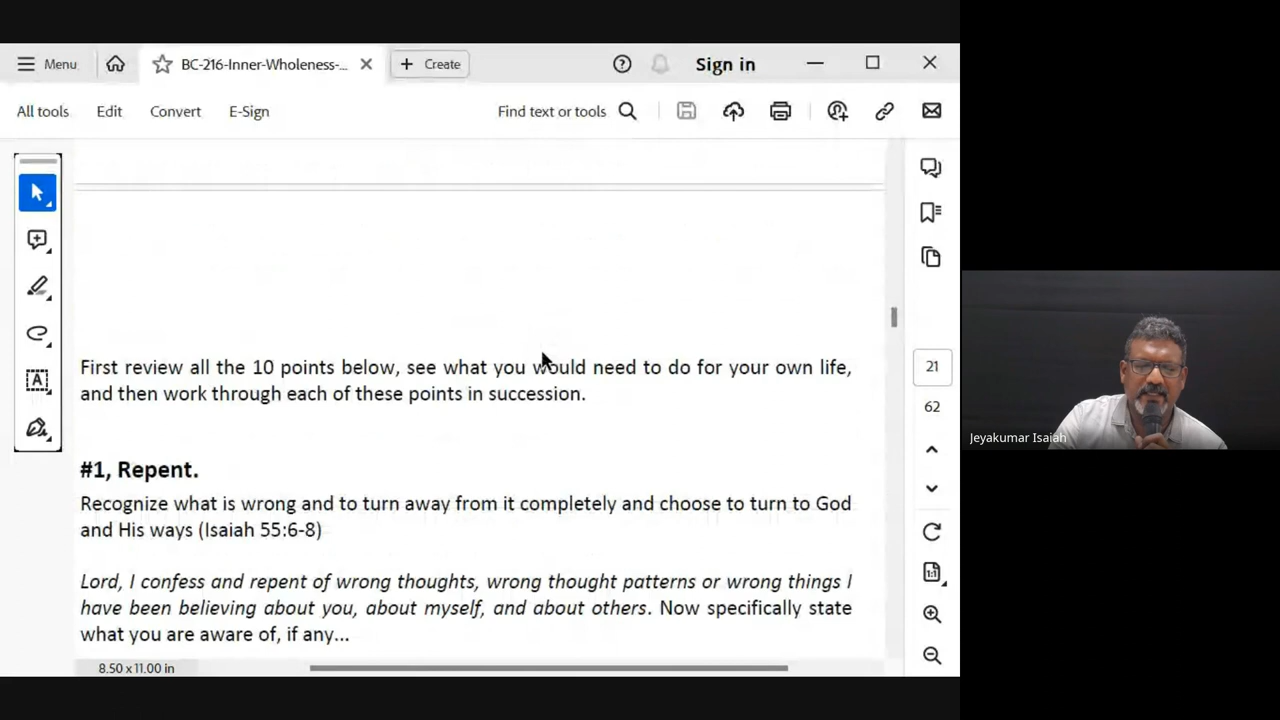 Menu
BC-216-Inner-Wholeness-...
Create
Sign in
All tools
Edit
Convert
E-Sign
Find text or tools
First review all the 10 points below, see what you would need to do for your own life,
and then work through each of these points in succession.
#1, Repent.
Recognize what is wrong and to turn away from it completely and choose to turn to God
and His ways (Isaiah 55:6-8)
Lord, I confess and repent of wrong thoughts, wrong thought patterns or wrong things I
have been believing about you, about myself, and about others. Now specifically state
what you are aware of, if any...
8.50 x 11.00 in
21
62
1:1
Jeyakumar Isaiah